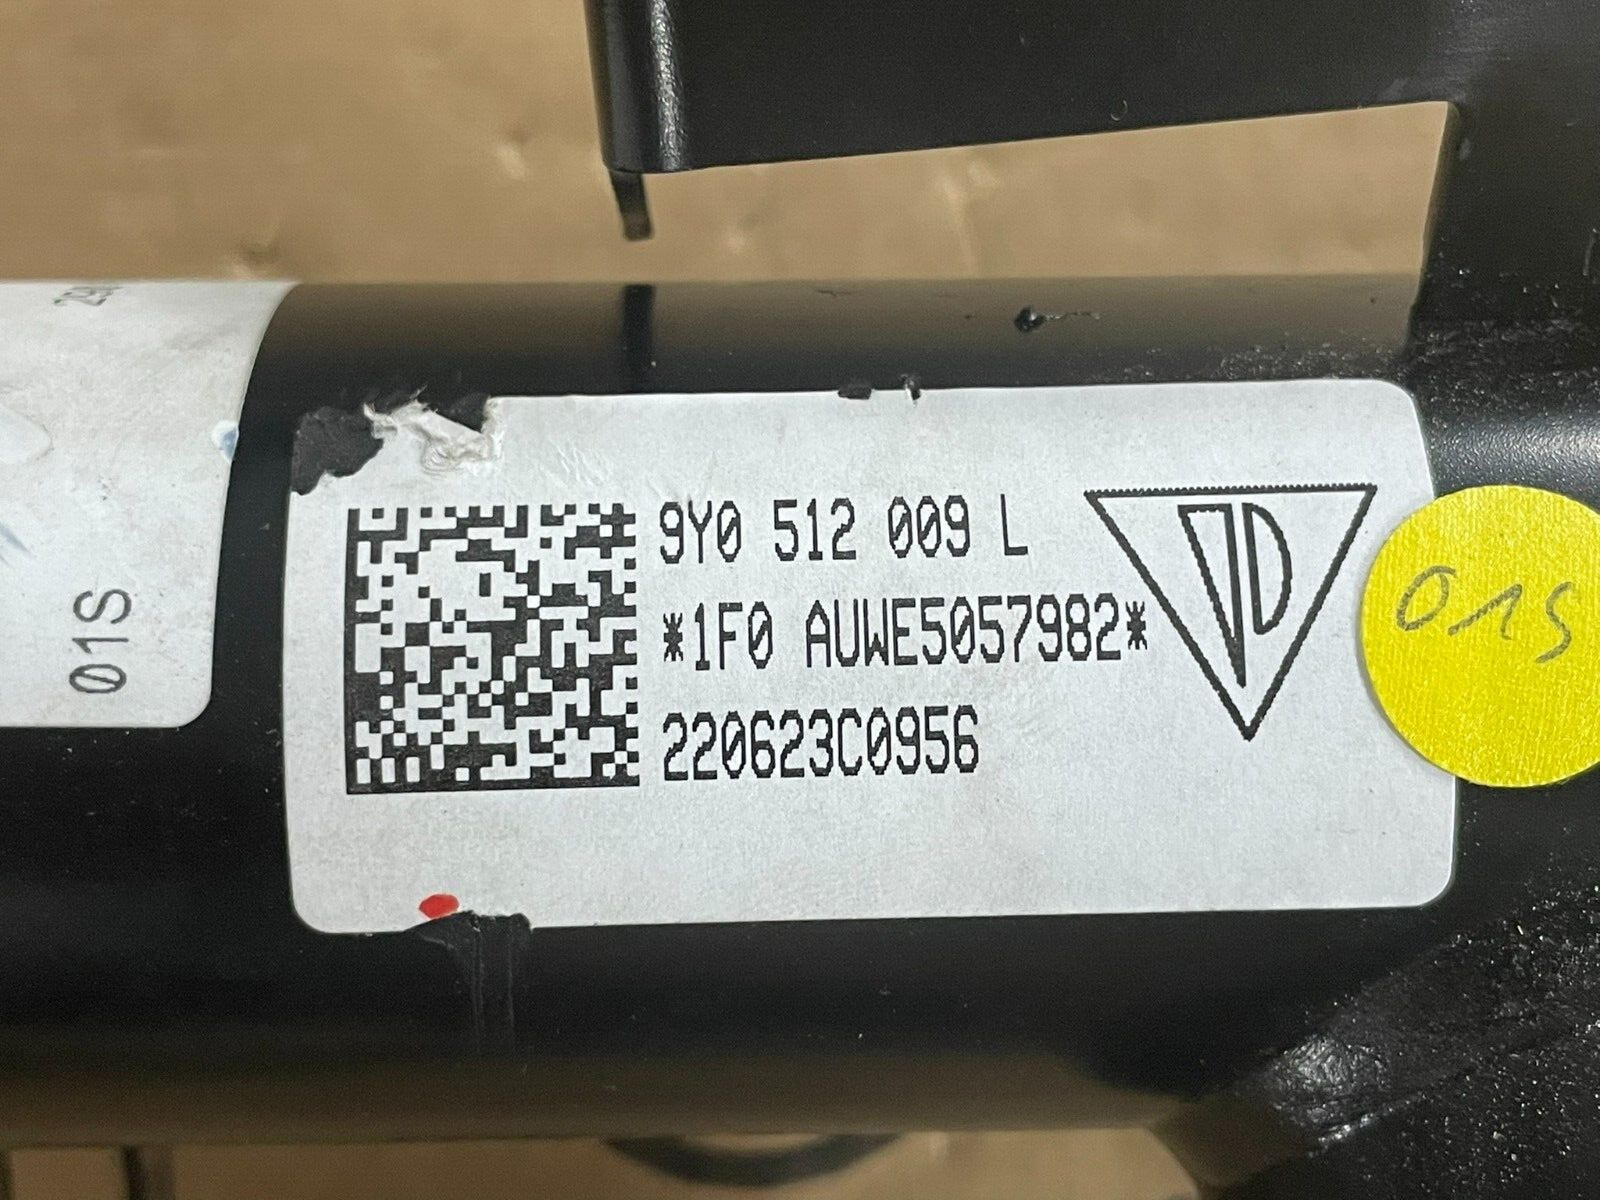 01S
9Y0 512 009 L
*1F0 AUWE5057982*
220623C0956
01S